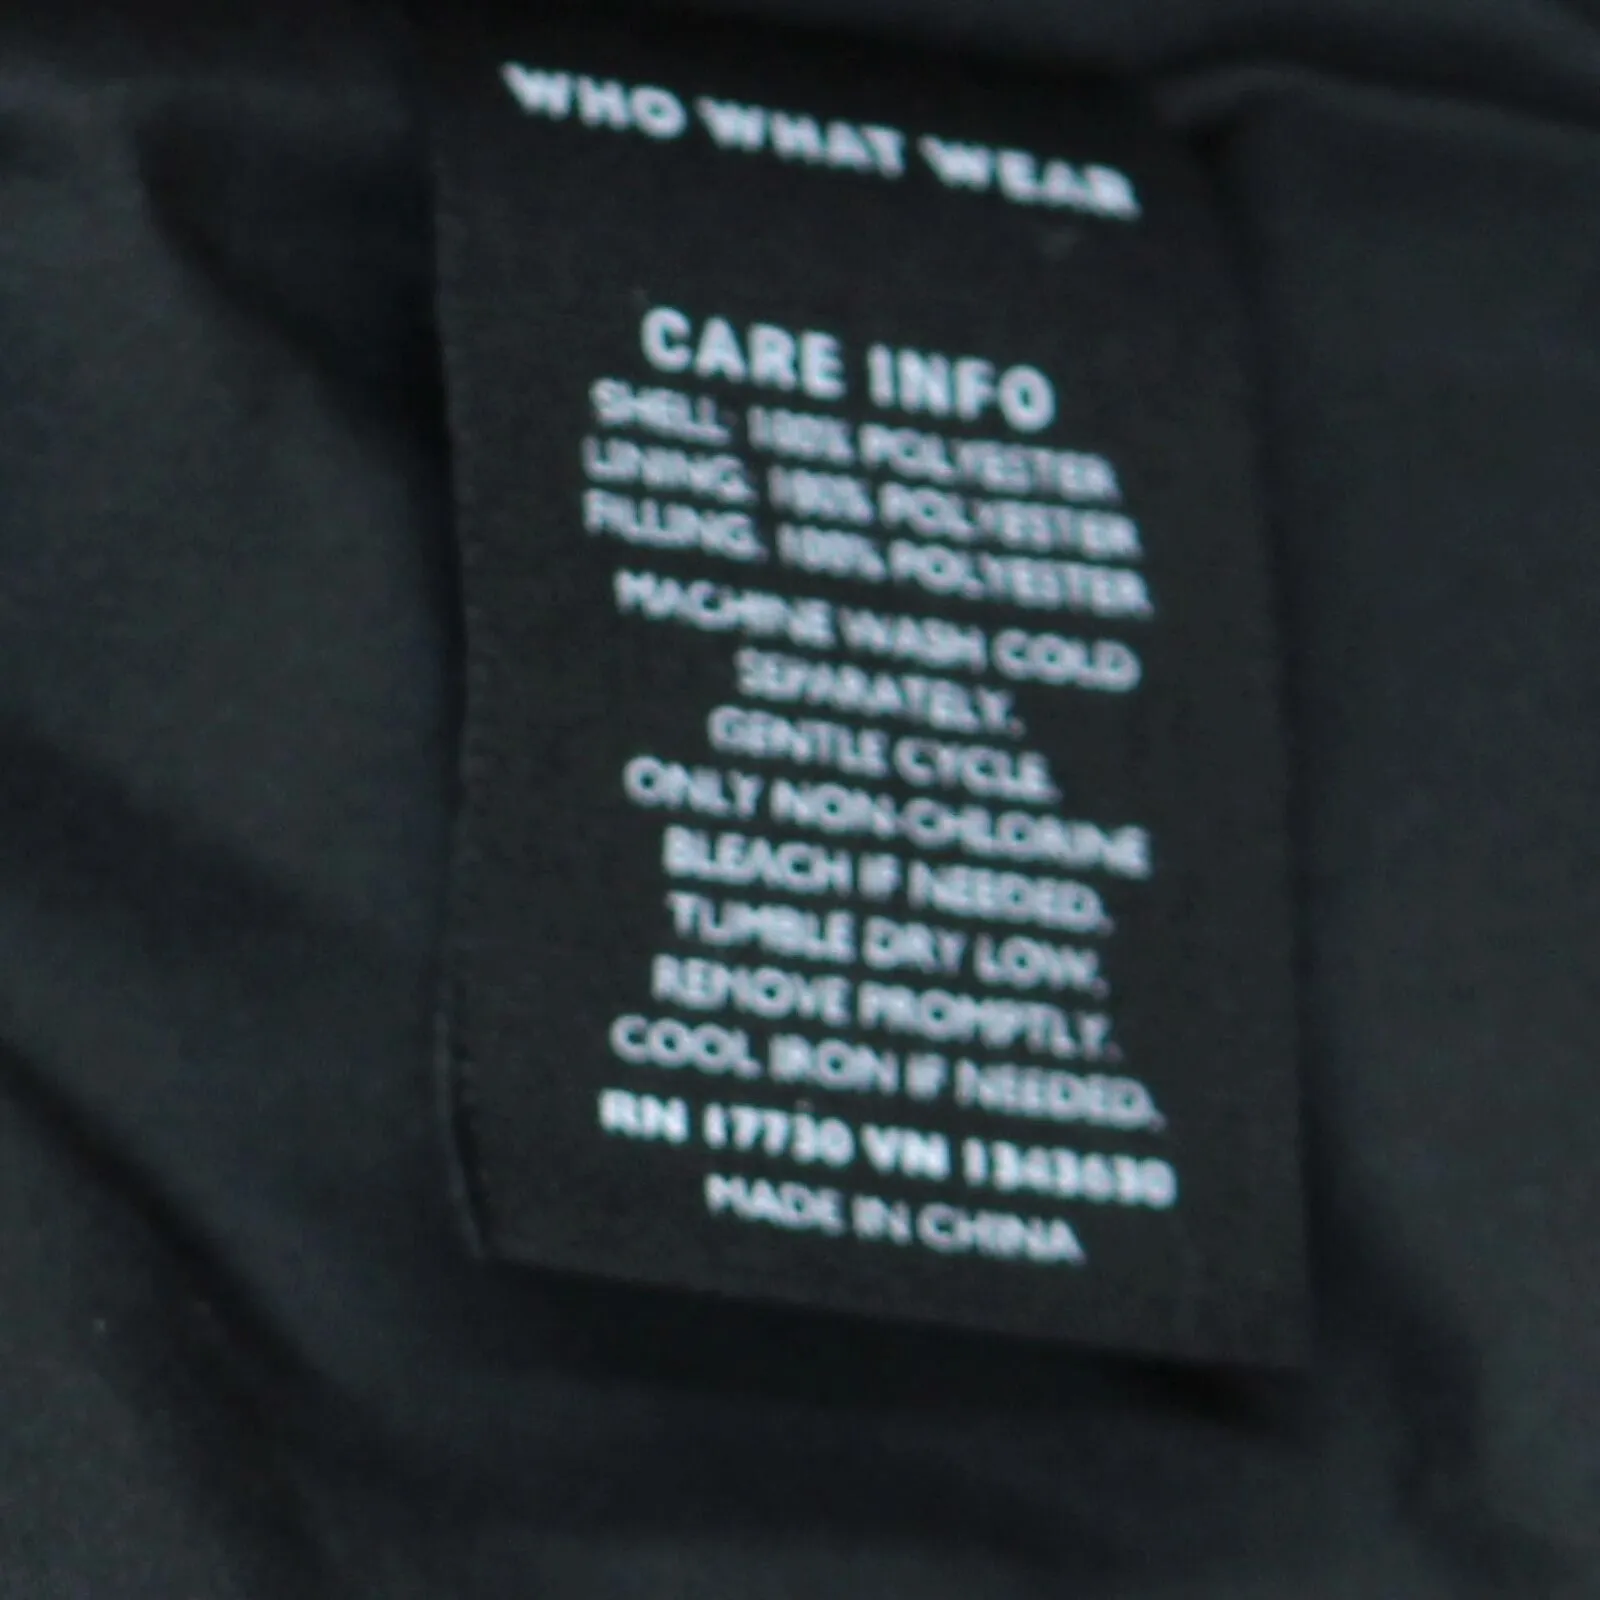 WHO WHAT WEAR
CARE INFO
SHELL: 100% POLYESTER
LINING: 100% POLYESTER
FILLING: 100% POLYESTER
MACHINE WASH COLD
SEPARATELY.
GENTLE CYCLE.
ONLY NON-CHLORINE
BLEACH IF NEEDED.
TUMBLE DRY LOW.
REMOVE PROMPTLY.
COOL IRON IF NEEDED.
RN 17730 VN 1343630
MADE IN CHINA